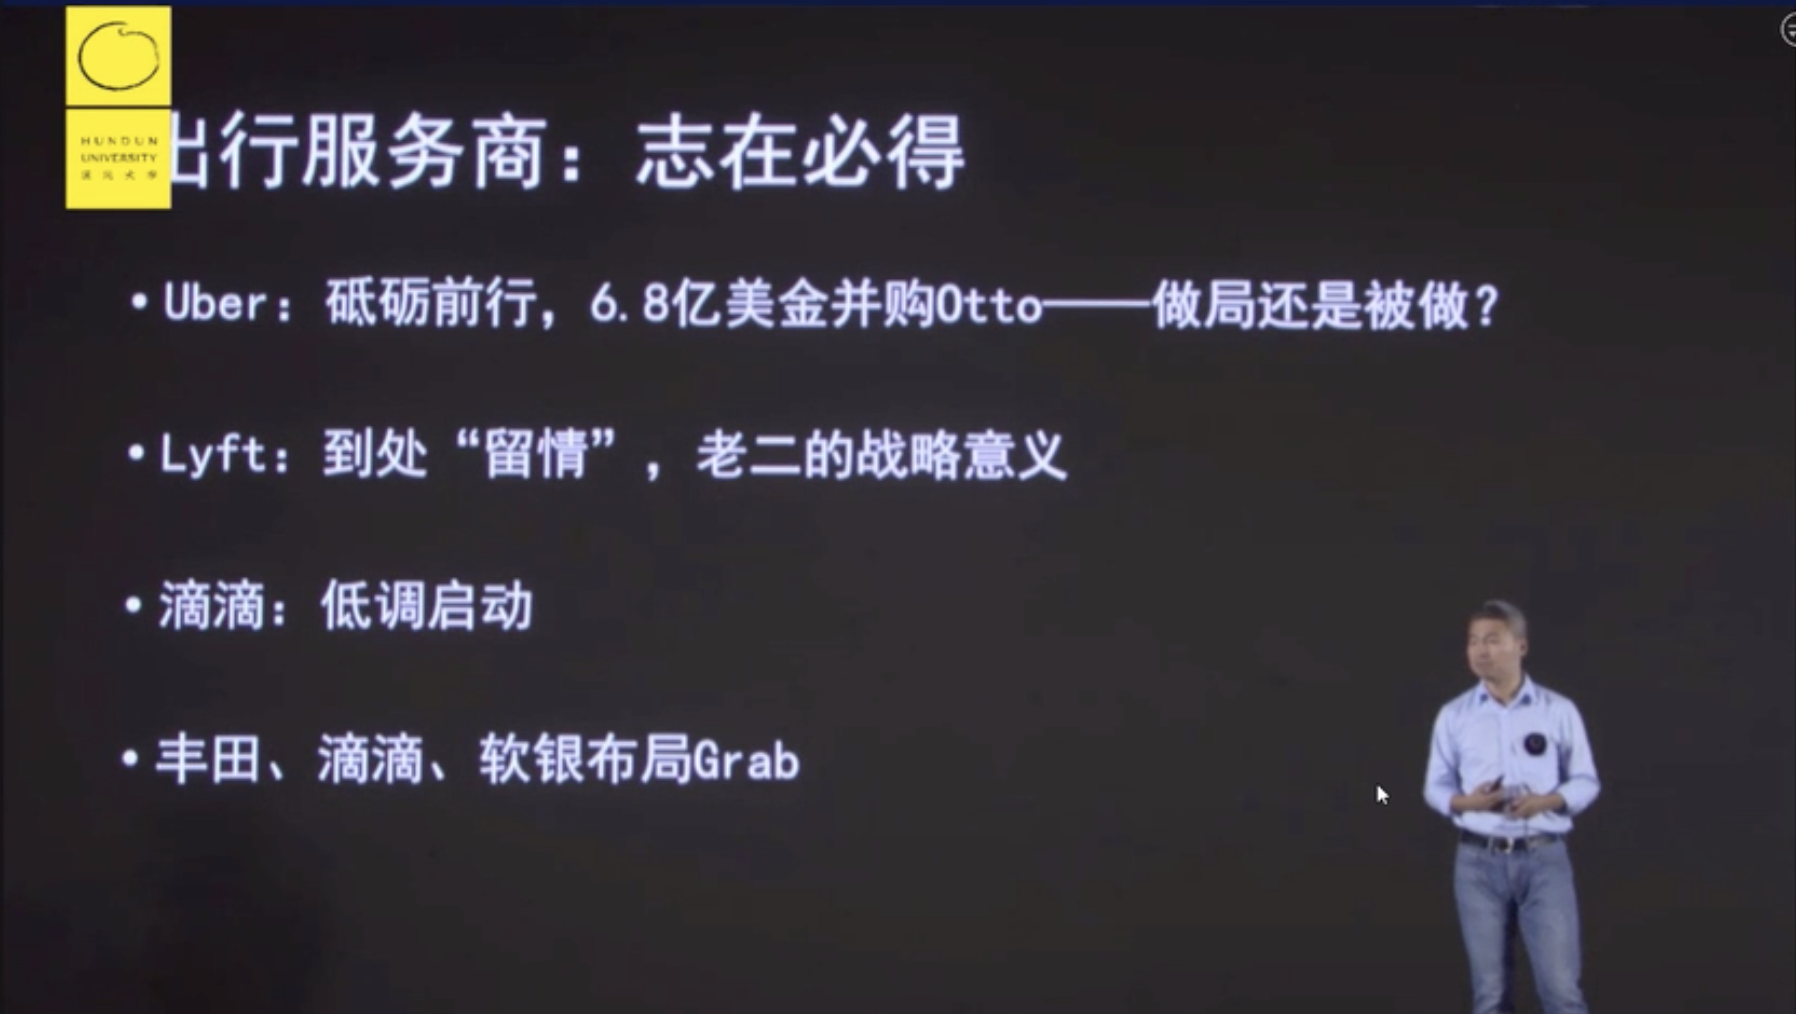 HUNDUN
UNIVERSITY
混沌大学
出行服务商：志在必得
•Uber：砥砺前行，6.8亿美金并购Otto——做局还是被做？
•Lyft：到处“留情”，老二的战略意义
•滴滴：低调启动
•丰田、滴滴、软银布局Grab